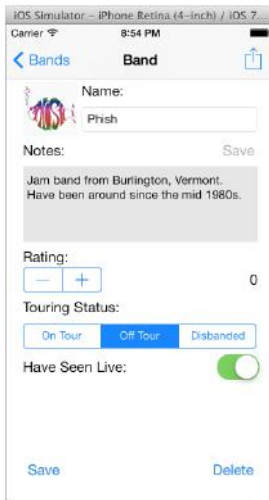 iOS Simulator – iPhone Retina (4-inch) / iOS 7...
Carrier 8:54 PM
Bands Band
Name:
PHISH
Phish
Notes: Save
Jam band from Burlington, Vermont.
Have been around since the mid 1980s.
Rating:
— + 0
Touring Status:
On Tour Off Tour Disbanded
Have Seen Live:
Save Delete